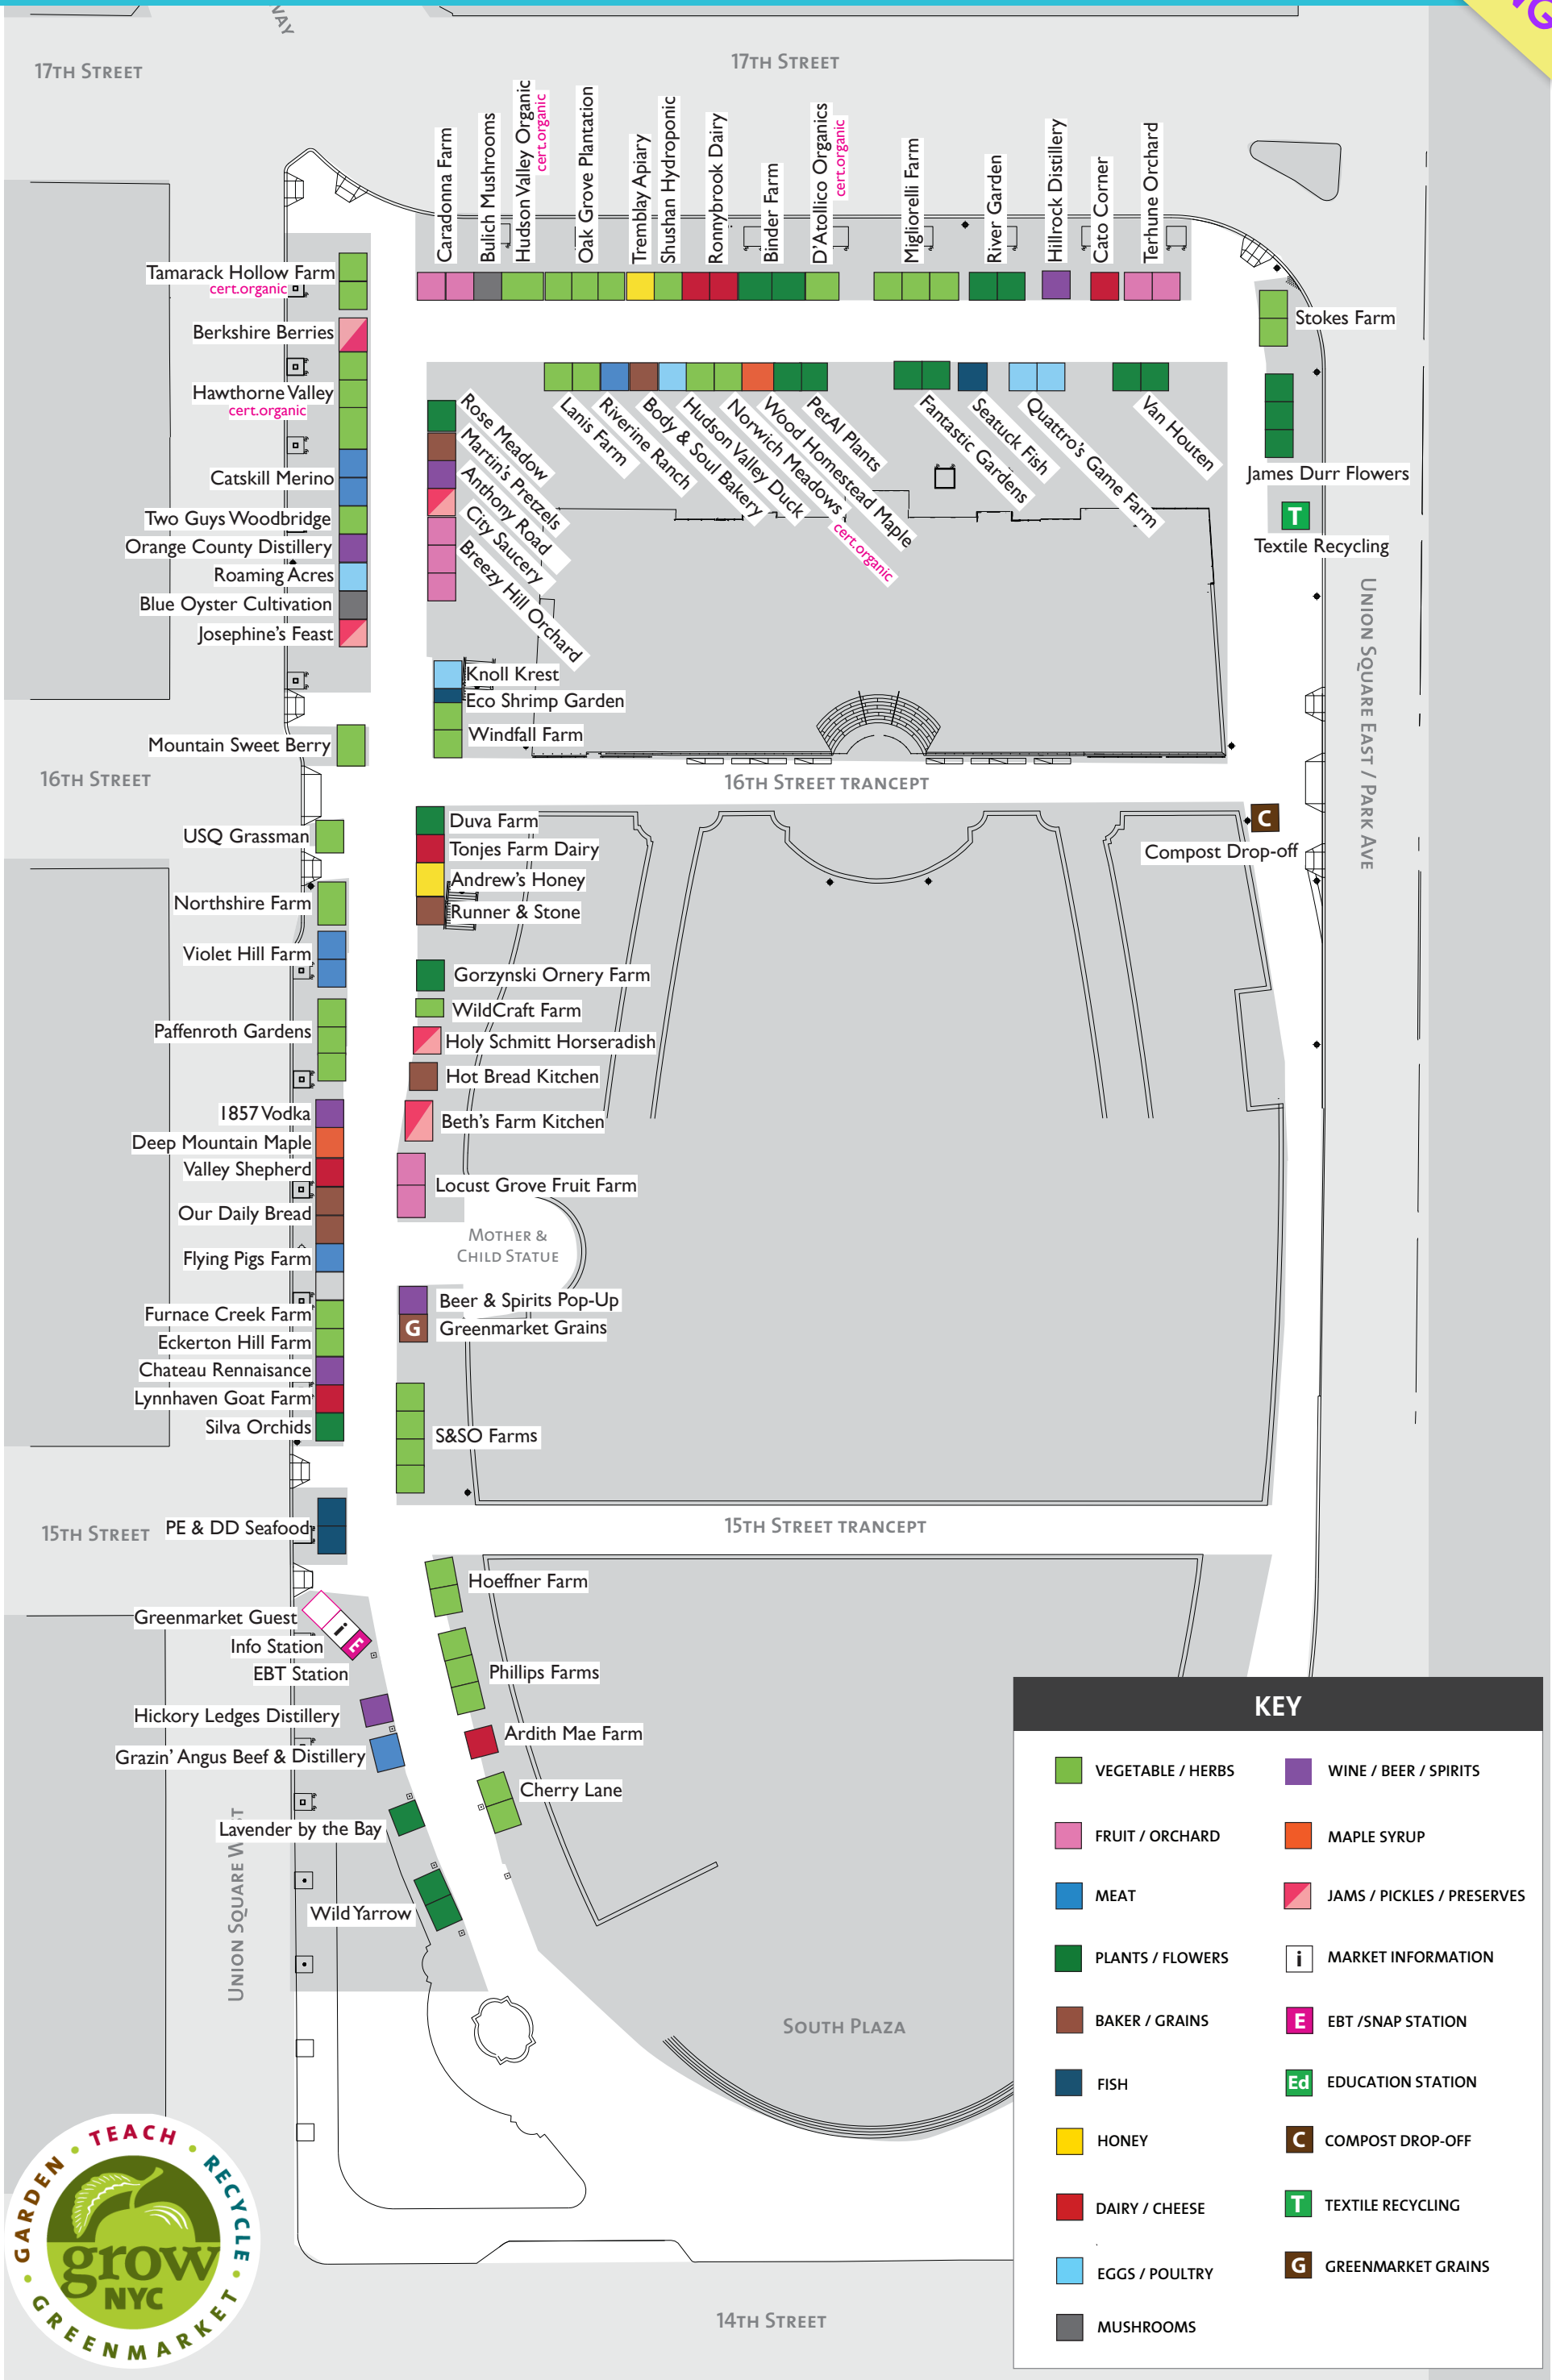 17TH STREET
17TH STREET
Caradonna Farm
Bulich Mushrooms
Hudson Valley Organic
cert.organic
Oak Grove Plantation
Tremblay Apiary
Shushan Hydroponic
Ronnybrook Dairy
Binder Farm
D'Atollico Organics
cert.organic
Migliorelli Farm
River Garden
Hillrock Distillery
Cato Corner
Terhune Orchard
Tamarack Hollow Farm
cert.organic
Berkshire Berries
Hawthorne Valley
cert.organic
Catskill Merino
Two Guys Woodbridge
Orange County Distillery
Roaming Acres
Blue Oyster Cultivation
Josephine's Feast
Mountain Sweet Berry
Rose Meadow
Martin's Pretzels
Anthony Road
City Saucery
Breezy Hill Orchard
Lanis Farm
Riverine Ranch
Body & Soul Bakery
Hudson Valley Duck
Norwich Meadows
cert.organic
Wood Homestead Maple
PetAl Plants
Fantastic Gardens
Seatuck Fish
Quattro's Game Farm
Van Houten
Stokes Farm
James Durr Flowers
T
Textile Recycling
UNION SQUARE EAST / PARK AVE
Knoll Krest
Eco Shrimp Garden
Windfall Farm
16TH STREET
16TH STREET TRANCEPT
USQ Grassman
Northshire Farm
Violet Hill Farm
Paffenroth Gardens
1857 Vodka
Deep Mountain Maple
Valley Shepherd
Our Daily Bread
Flying Pigs Farm
Furnace Creek Farm
Eckerton Hill Farm
Chateau Rennaisance
Lynnhaven Goat Farm
Silva Orchids
Duva Farm
Tonjes Farm Dairy
Andrew's Honey
Runner & Stone
Gorzynski Ornery Farm
WildCraft Farm
Holy Schmitt Horseradish
Hot Bread Kitchen
Beth's Farm Kitchen
Locust Grove Fruit Farm
MOTHER &
CHILD STATUE
Beer & Spirits Pop-Up
G
Greenmarket Grains
S&SO Farms
C
Compost Drop-off
15TH STREET
PE & DD Seafood
15TH STREET TRANCEPT
Greenmarket Guest
Info Station
i
E
EBT Station
Hickory Ledges Distillery
Grazin' Angus Beef & Distillery
Lavender by the Bay
Wild Yarrow
Hoeffner Farm
Phillips Farms
Ardith Mae Farm
Cherry Lane
UNION SQUARE
SOUTH PLAZA
14TH STREET
KEY
VEGETABLE / HERBS
FRUIT / ORCHARD
MEAT
PLANTS / FLOWERS
BAKER / GRAINS
FISH
HONEY
DAIRY / CHEESE
EGGS / POULTRY
MUSHROOMS
WINE / BEER / SPIRITS
MAPLE SYRUP
JAMS / PICKLES / PRESERVES
i MARKET INFORMATION
E EBT /SNAP STATION
Ed EDUCATION STATION
C COMPOST DROP-OFF
T TEXTILE RECYCLING
G GREENMARKET GRAINS
GARDEN • TEACH • RECYCLE • GREENMARKET •
grow
NYC